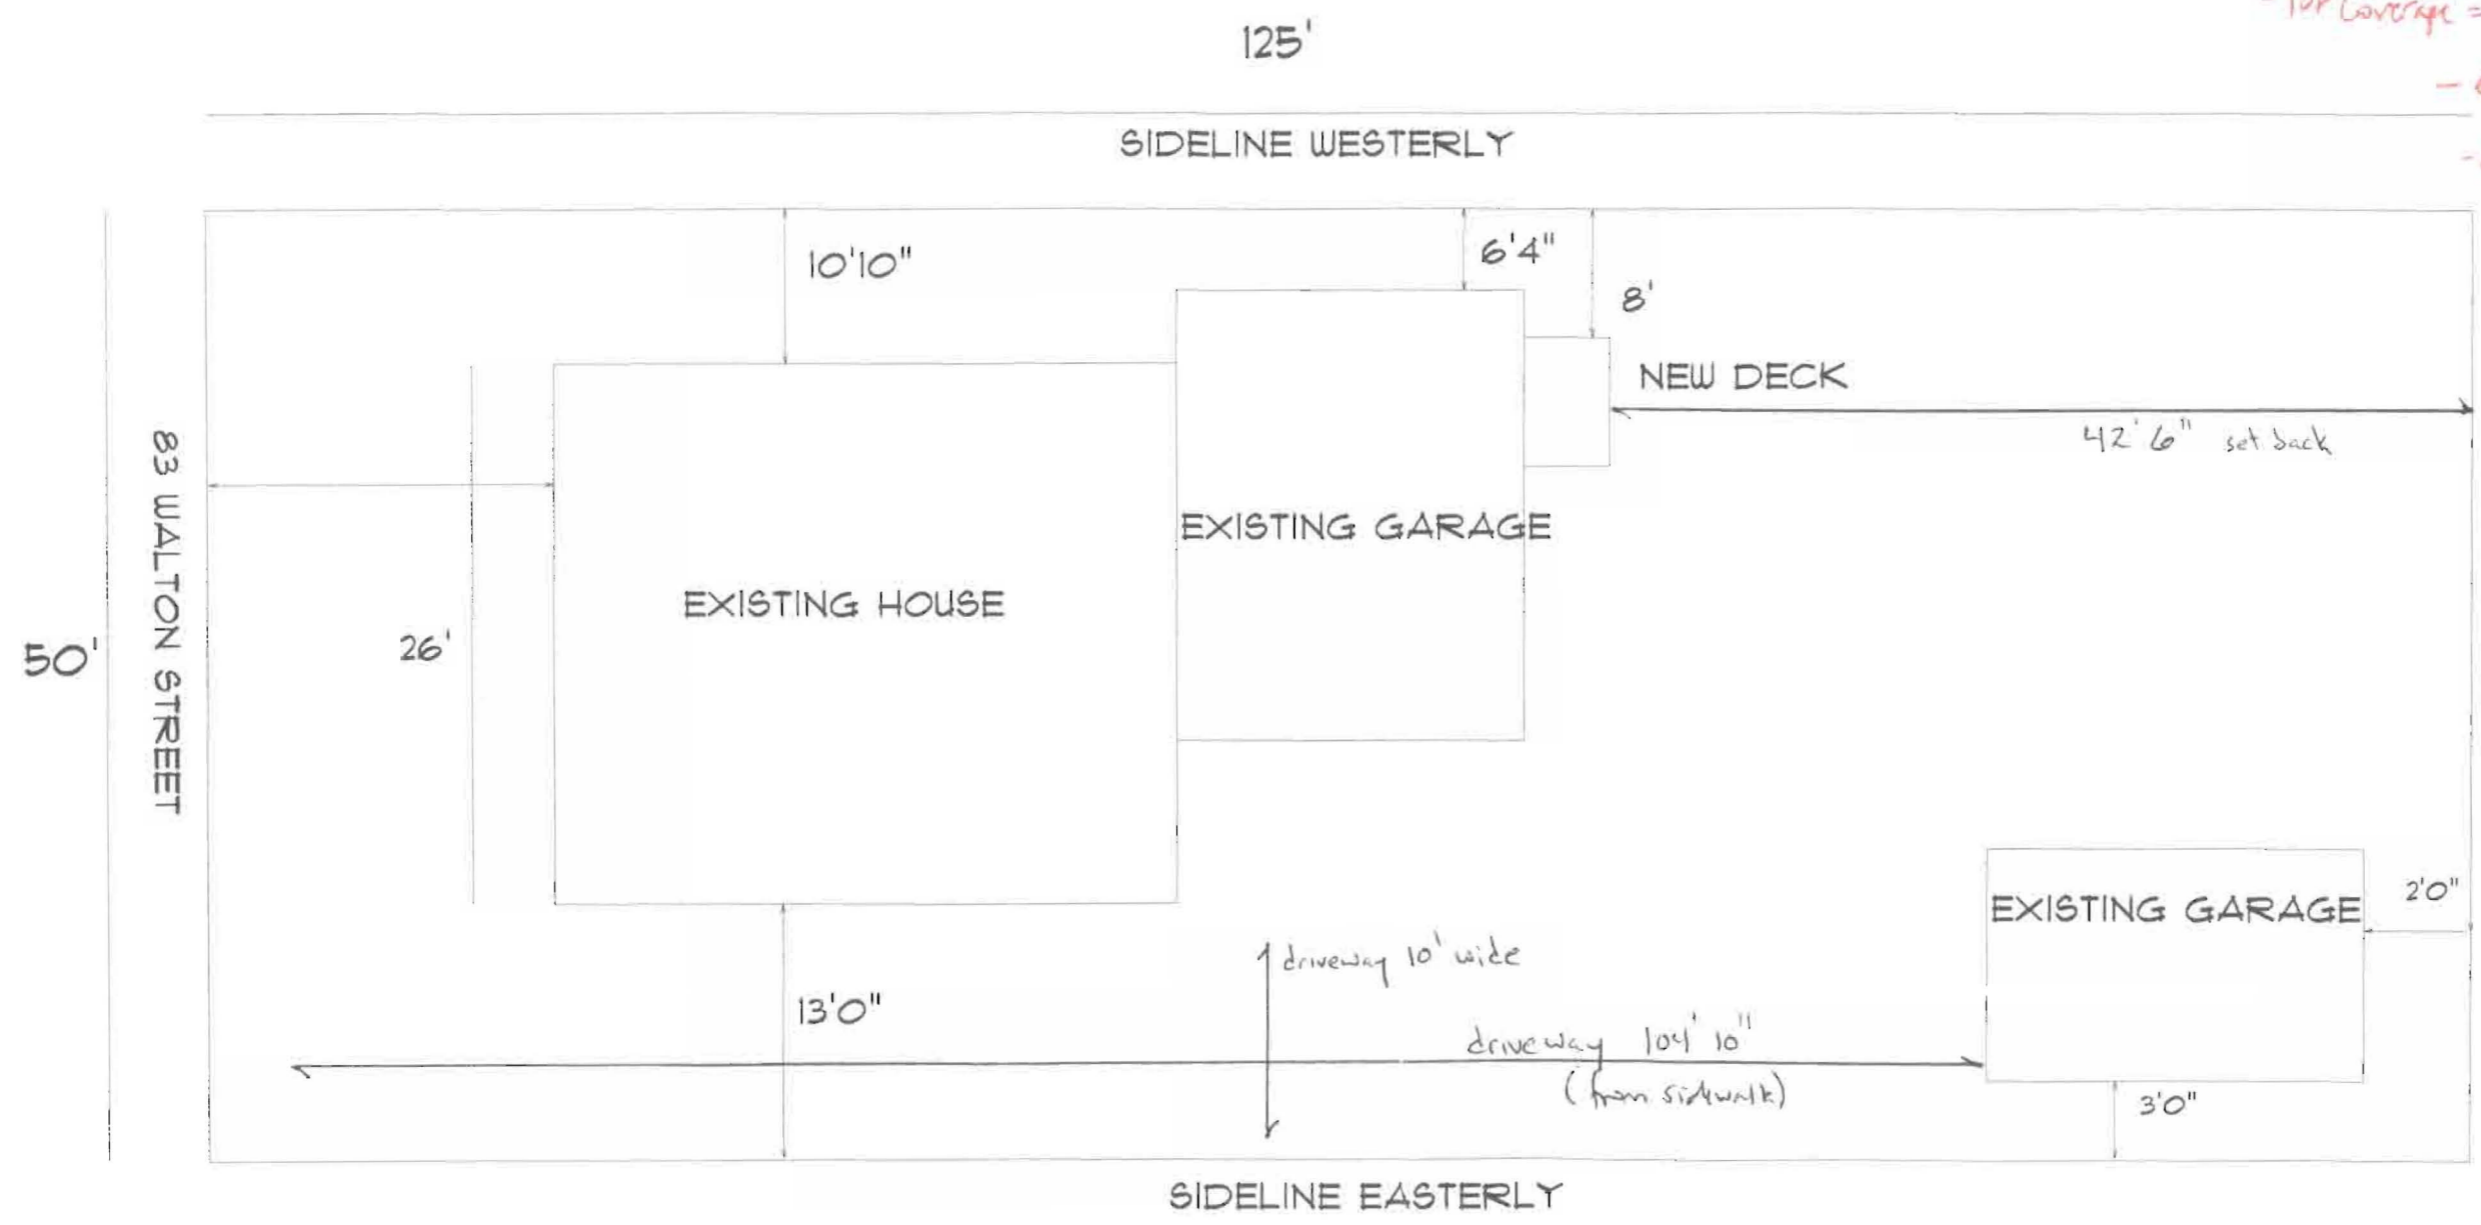 Coverage =
125'
SIDELINE WESTERLY
10'10"
6'4"
8'
NEW DECK
42'6" set back
83 WALTON STREET
EXISTING GARAGE
EXISTING HOUSE
26'
50'
EXISTING GARAGE
2'0"
driveway 10' wide
13'0"
driveway 104' 10"
(from sidewalk)
3'0"
SIDELINE EASTERLY